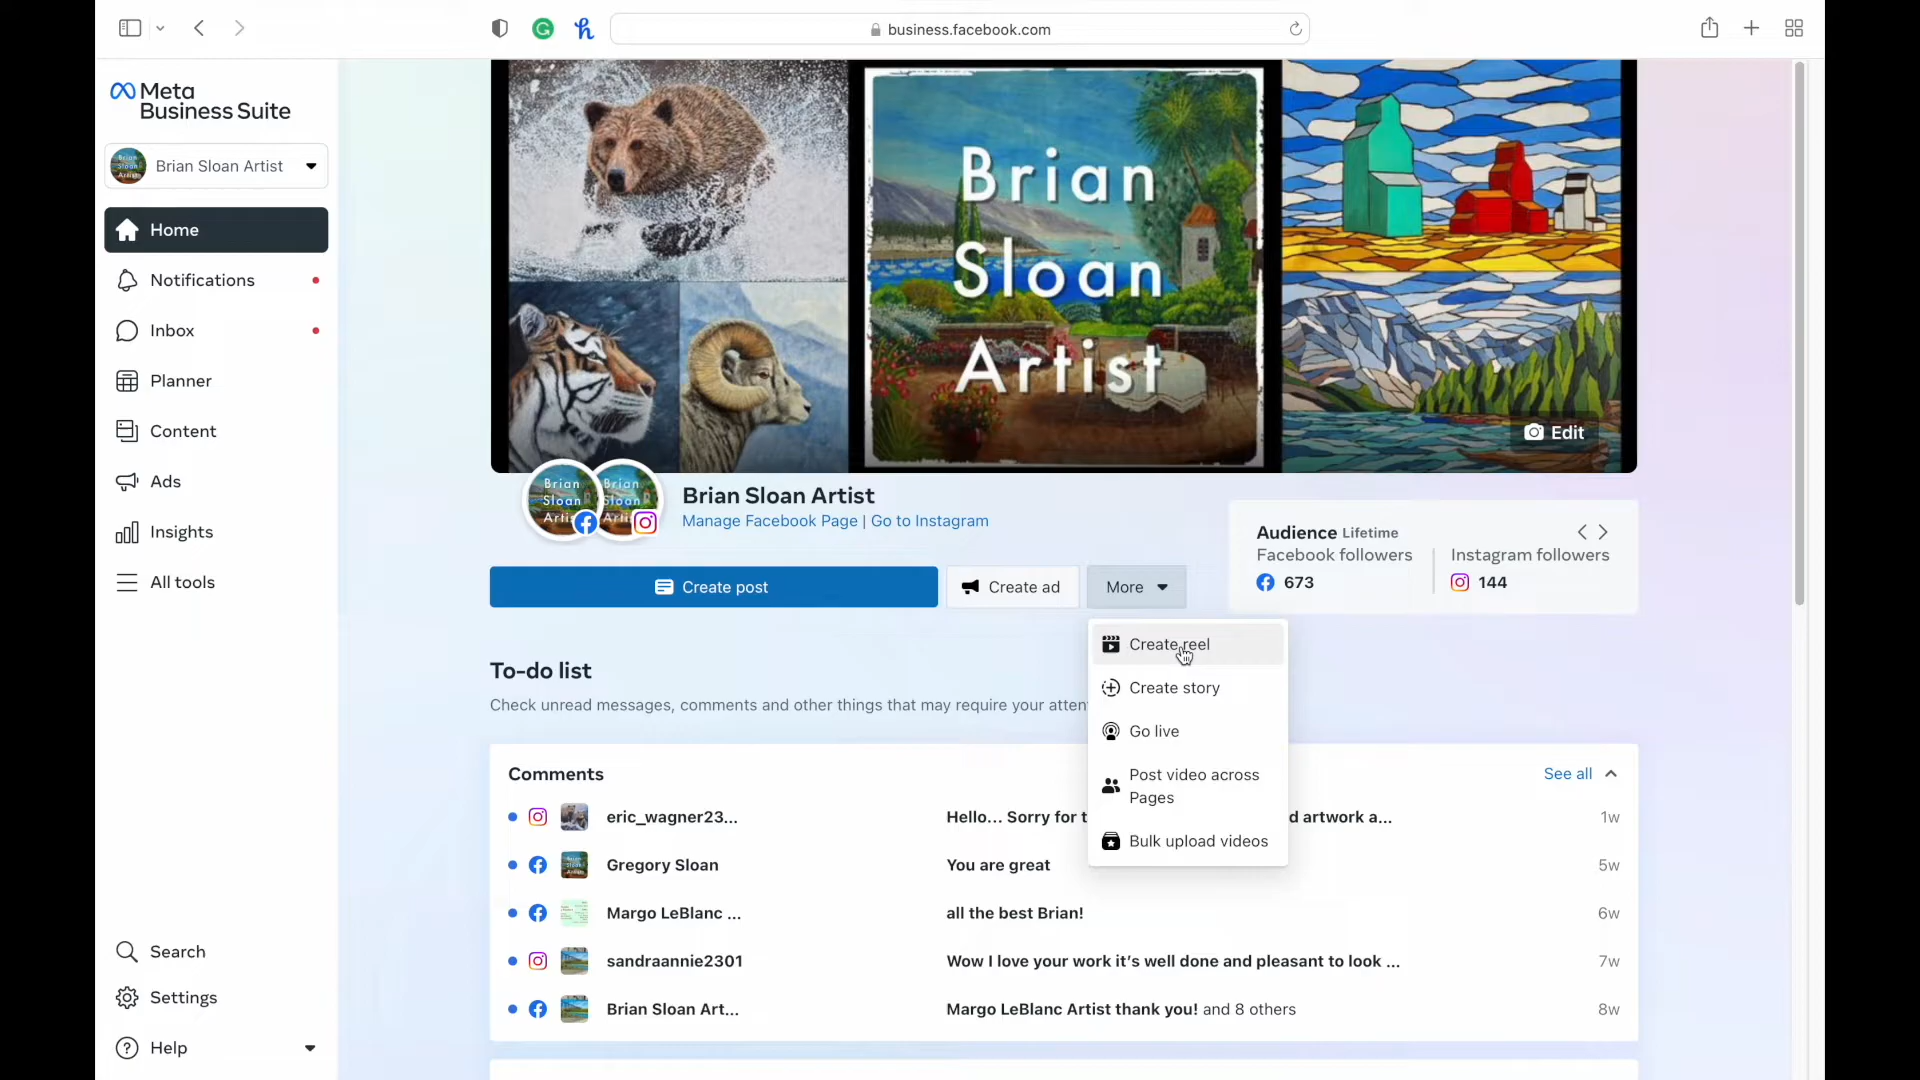 business.facebook.com
Meta
Business Suite
Brian Sloan Artist
Home
Notifications
Inbox
Planner
Content
Ads
Insights
All tools
Search
Settings
Help
Brian
Sloan
Artist
Edit
Brian
Sloan
Brian
Sloan
Brian Sloan Artist
Manage Facebook Page | Go to Instagram
Create post
Create ad
More
Audience Lifetime
Facebook followers
673
Instagram followers
144
Create reel
Create story
Go live
Post video across
Pages
Bulk upload videos
To-do list
Check unread messages, comments and other things that may require your atten
Comments
See all
eric_wagner23... Hello... Sorry for t d artwork a... 1w
Gregory Sloan You are great 5w
Margo LeBlanc ... all the best Brian! 6w
sandraannie2301 Wow I love your work it's well done and pleasant to look ... 7w
Brian Sloan Art... Margo LeBlanc Artist thank you! and 8 others 8w